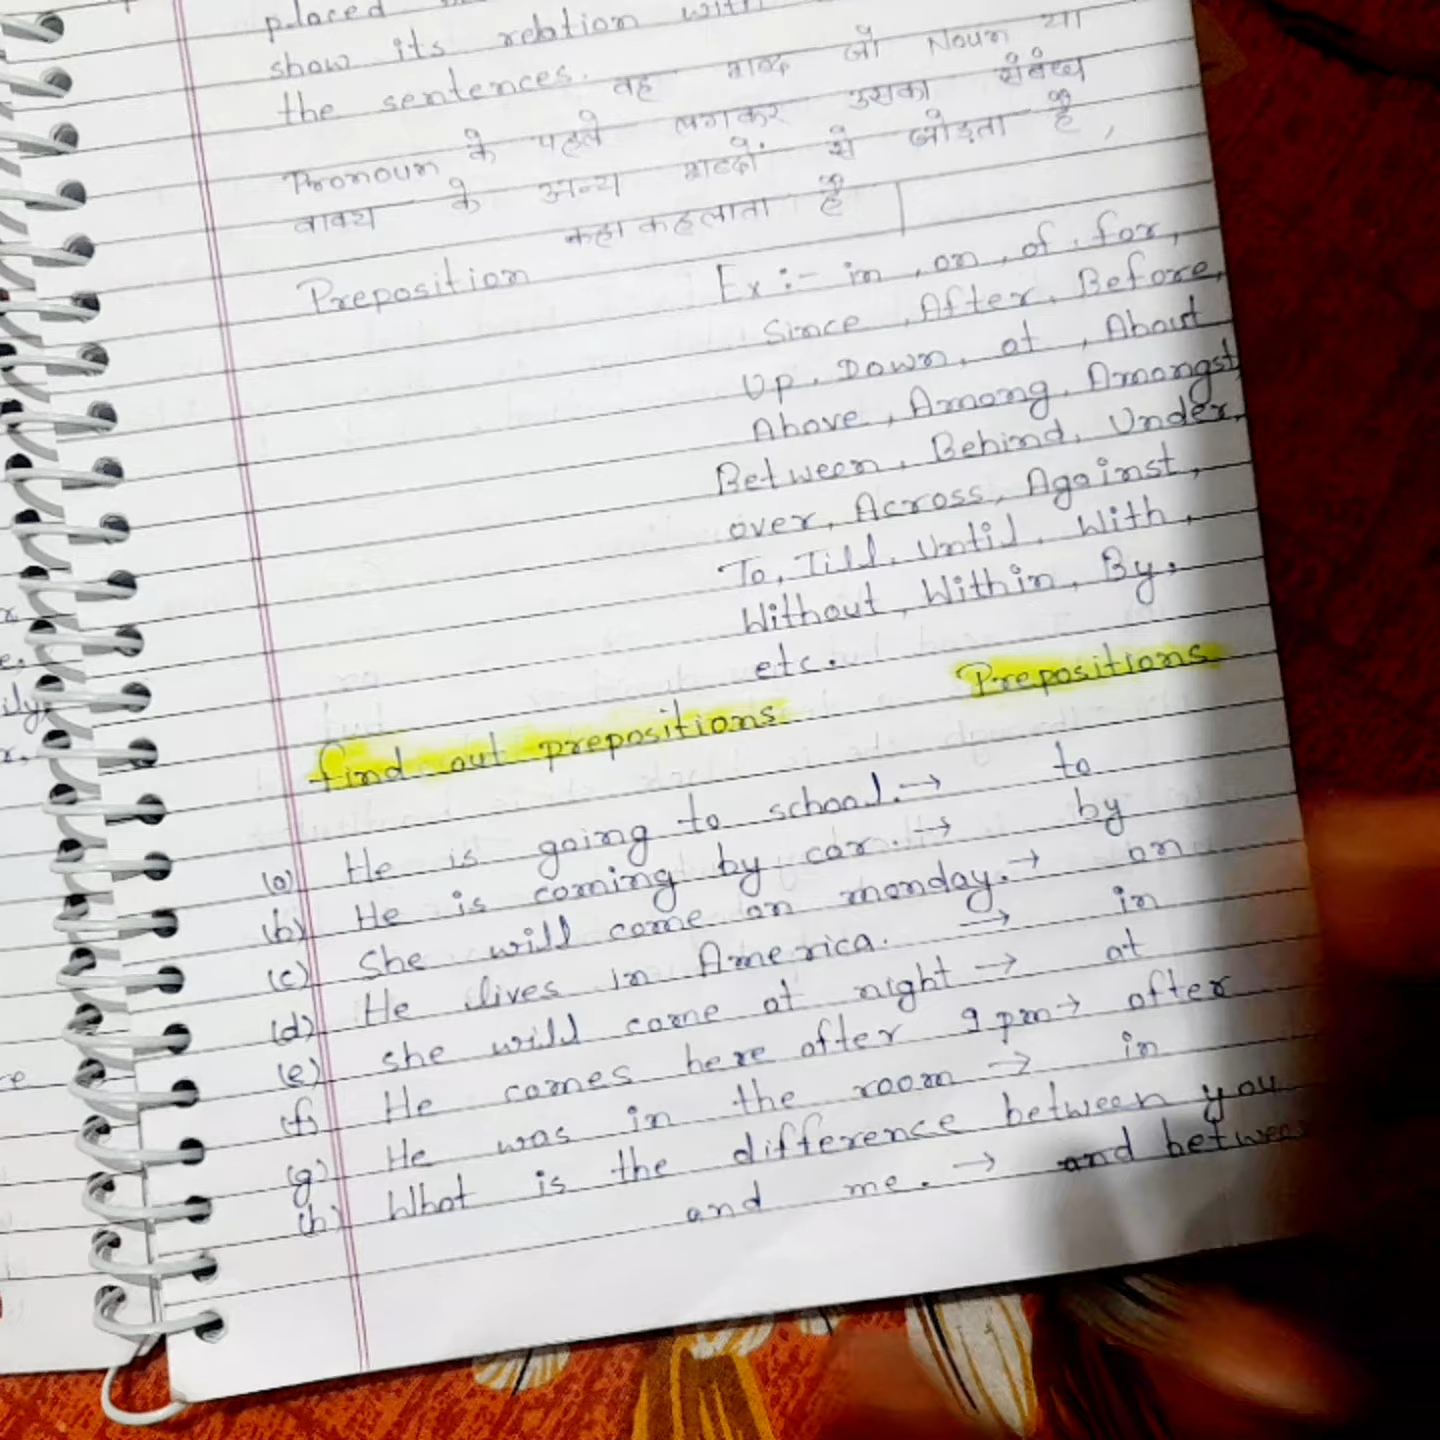 placed
show its relation with
the sentences. वह शब्द जो Noun या
Pronoun के पहले लगकर उसका संबंध
वाक्य के अन्य शब्दों से जोड़ता है,
Preposition कहा कहलाता है |
Ex :- in, on, of, for,
Since, After, Before,
Up, Down, at, About
Above, Among, Amongst,
Between, Behind, Under,
over, Across, Against,
To, Till, Until, With,
Without, Within, By,
etc.
find out prepositions Prepositions
(a) He is going to school. → to
(b) He is coming by car. → by
(c) She will come on monday. → on
(d) He lives in America. → in
(e) she will come at night → at
(f) He comes here after 9 pm → after
(g) He was in the room → in
(h) What is the difference between you
and me. → and between